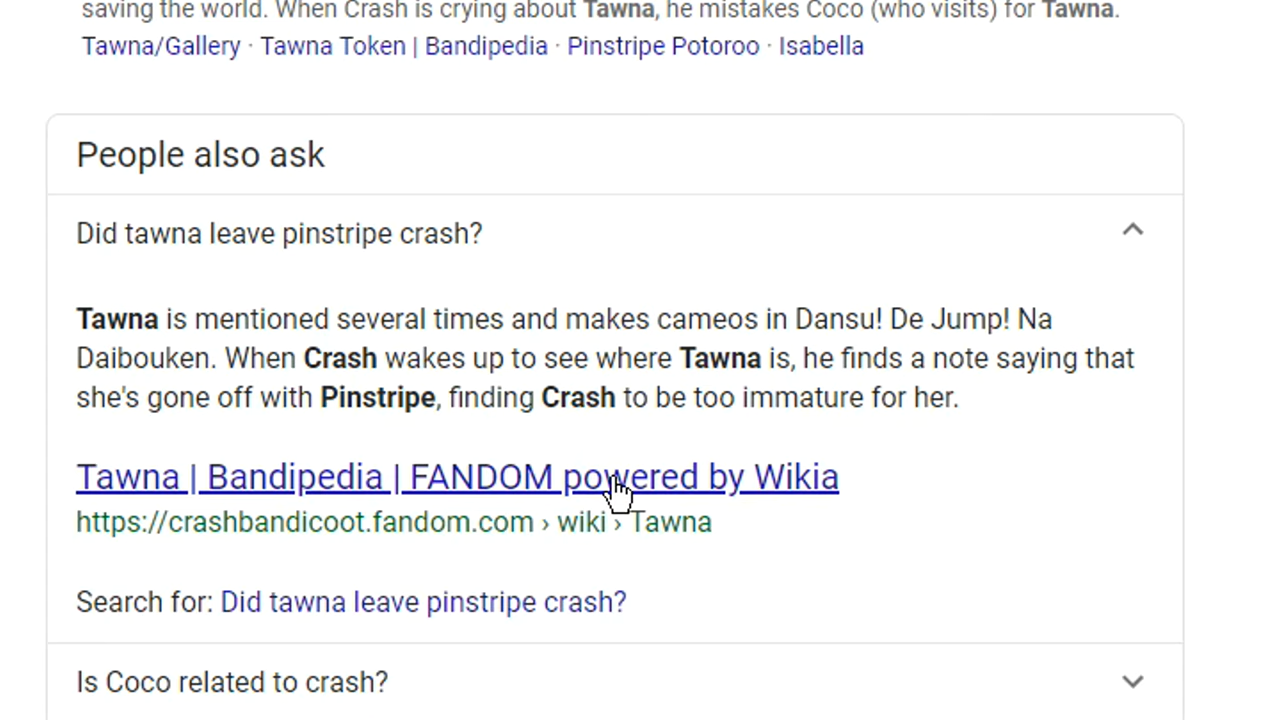 saving the world. When Crash is crying about Tawna, he mistakes Coco (who visits) for Tawna.
Tawna/Gallery · Tawna Token | Bandipedia · Pinstripe Potoroo · Isabella
People also ask
Did tawna leave pinstripe crash?
Tawna is mentioned several times and makes cameos in Dansu! De Jump! Na
Daibouken. When Crash wakes up to see where Tawna is, he finds a note saying that
she's gone off with Pinstripe, finding Crash to be too immature for her.
Tawna | Bandipedia | FANDOM powered by Wikia
https://crashbandicoot.fandom.com › wiki › Tawna
Search for: Did tawna leave pinstripe crash?
Is Coco related to crash?